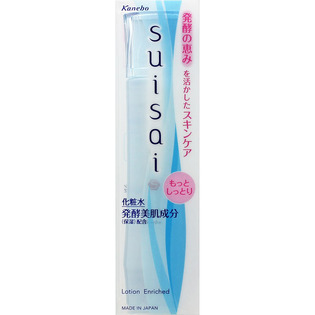 Kanebo
suisai
発酵の恵み
を活かしたスキンケア
もっと
しっとり
化粧水
発酵美肌成分
(保湿)配合
Lotion Enriched
MADE IN JAPAN